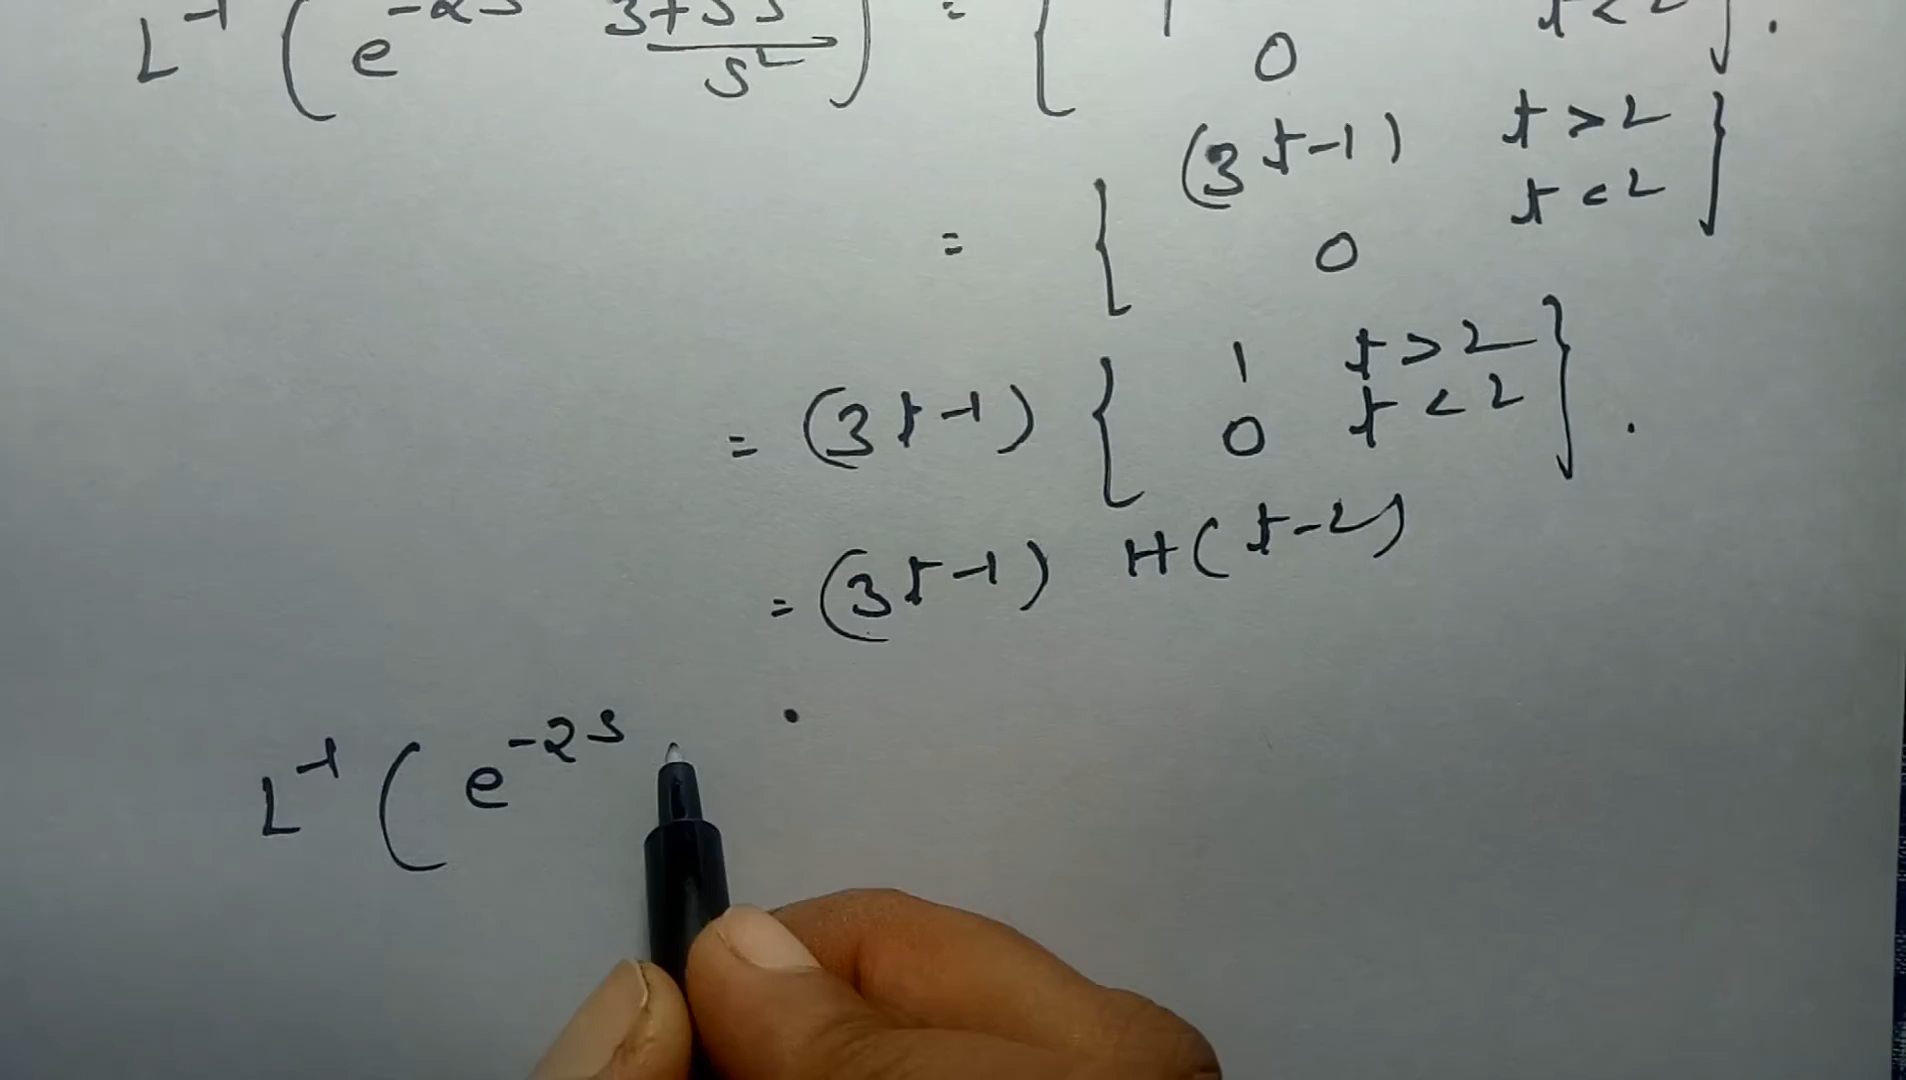 L⁻¹ ( e⁻²ˢ (3+5s)/s² ) = { 1 t<2 } .
0
(3t-1) t>2
= { t<2 }
0
= (3t-1) { 1 t>2 } .
0 t<2
= (3t-1) H(t-2)
L⁻¹ ( e⁻²ˢ .